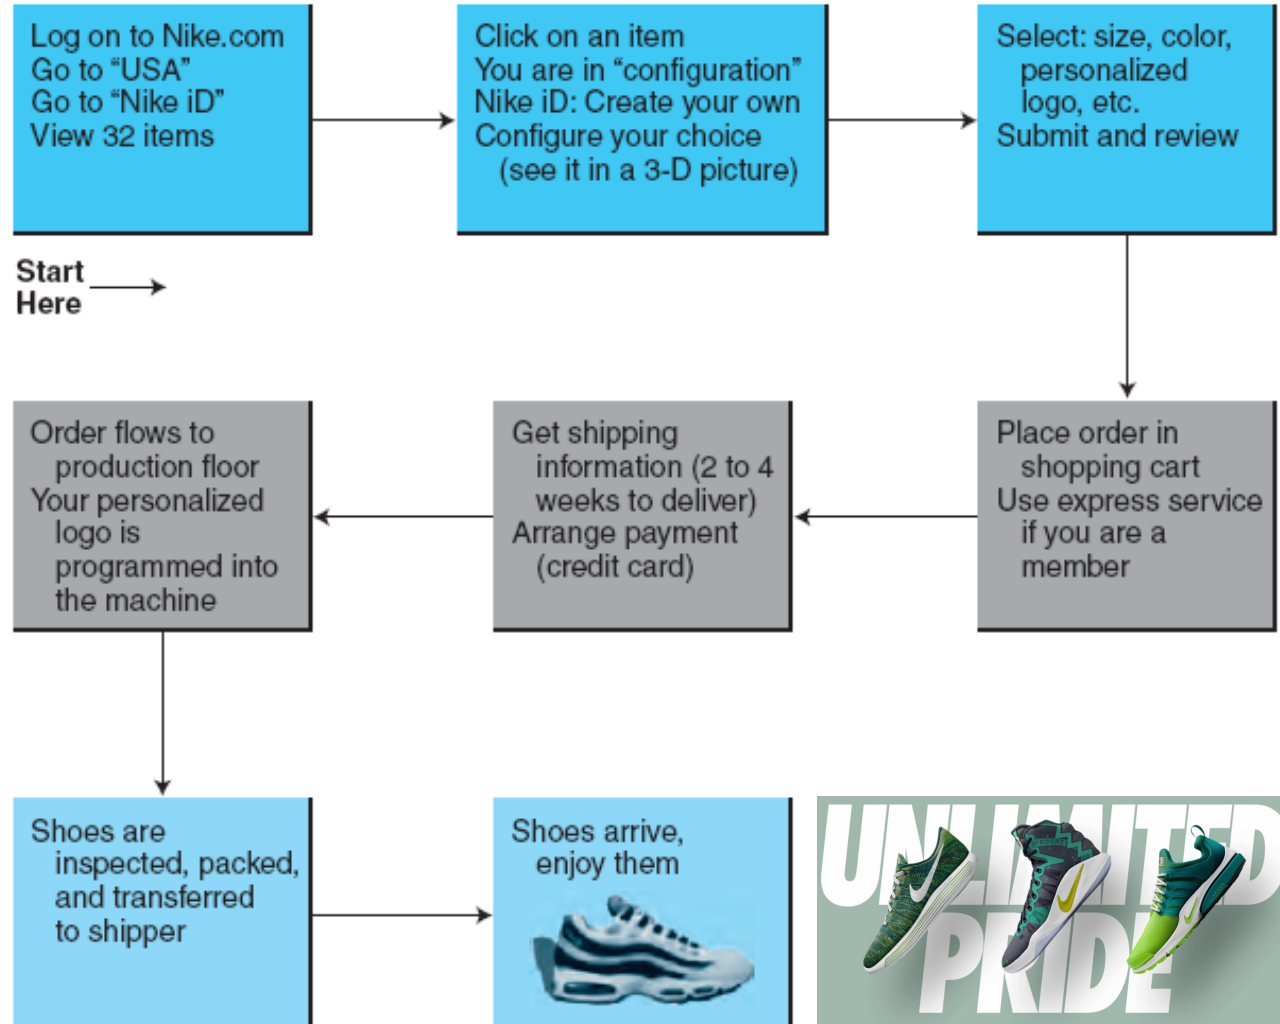 Log on to Nike.com
Go to “USA”
Go to “Nike iD”
View 32 items
Click on an item
You are in “configuration”
Nike iD: Create your own
Configure your choice
(see it in a 3-D picture)
Select: size, color,
personalized
logo, etc.
Submit and review
Start
Here
Place order in
shopping cart
Use express service
if you are a
member
Get shipping
information (2 to 4
weeks to deliver)
Arrange payment
(credit card)
Order flows to
production floor
Your personalized
logo is
programmed into
the machine
Shoes are
inspected, packed,
and transferred
to shipper
Shoes arrive,
enjoy them
UNLIMITED
PRIDE